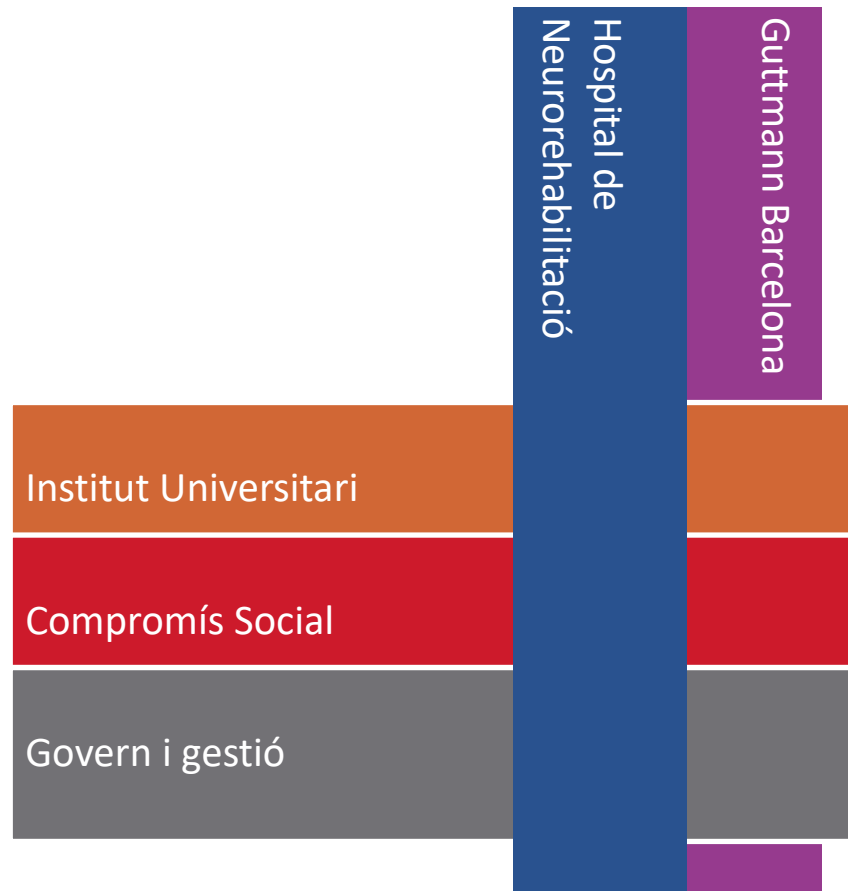 Hospital de
Neurorehabilitació
Guttmann Barcelona
Institut Universitari
Compromís Social
Govern i gestió